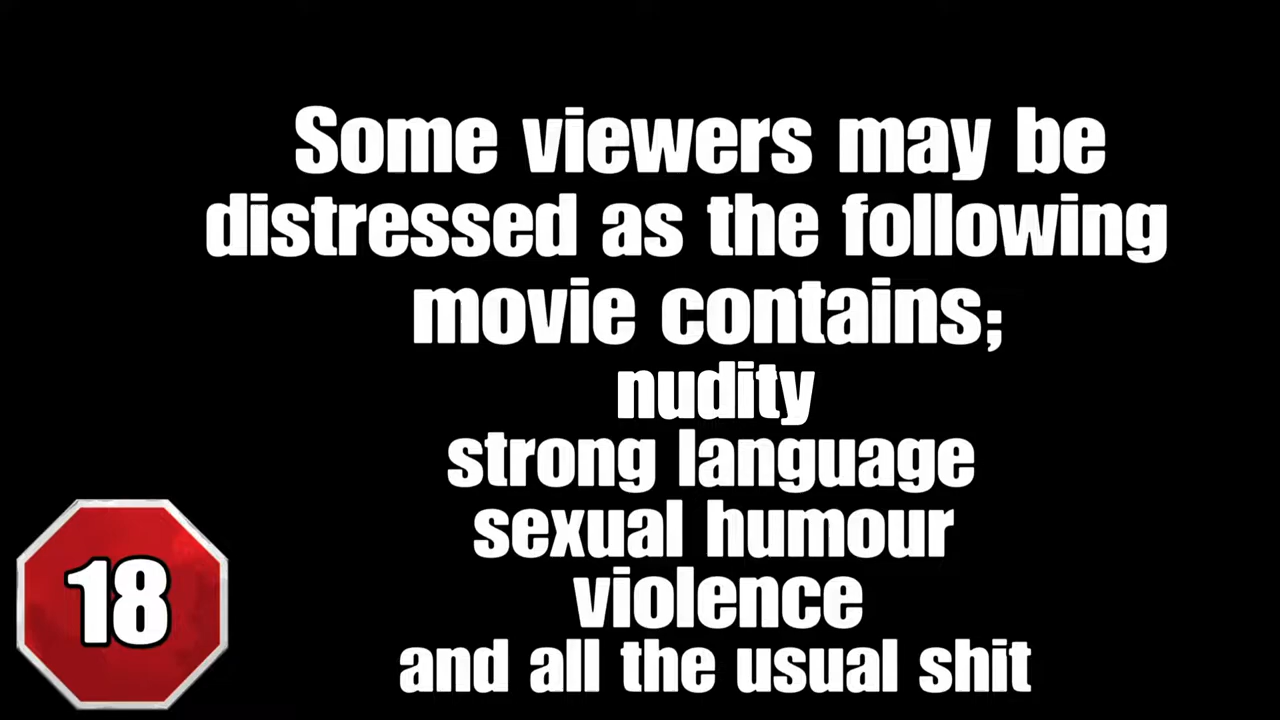 Some viewers may be
distressed as the following
movie contains;
nudity
strong language
sexual humour
violence
and all the usual shit
18